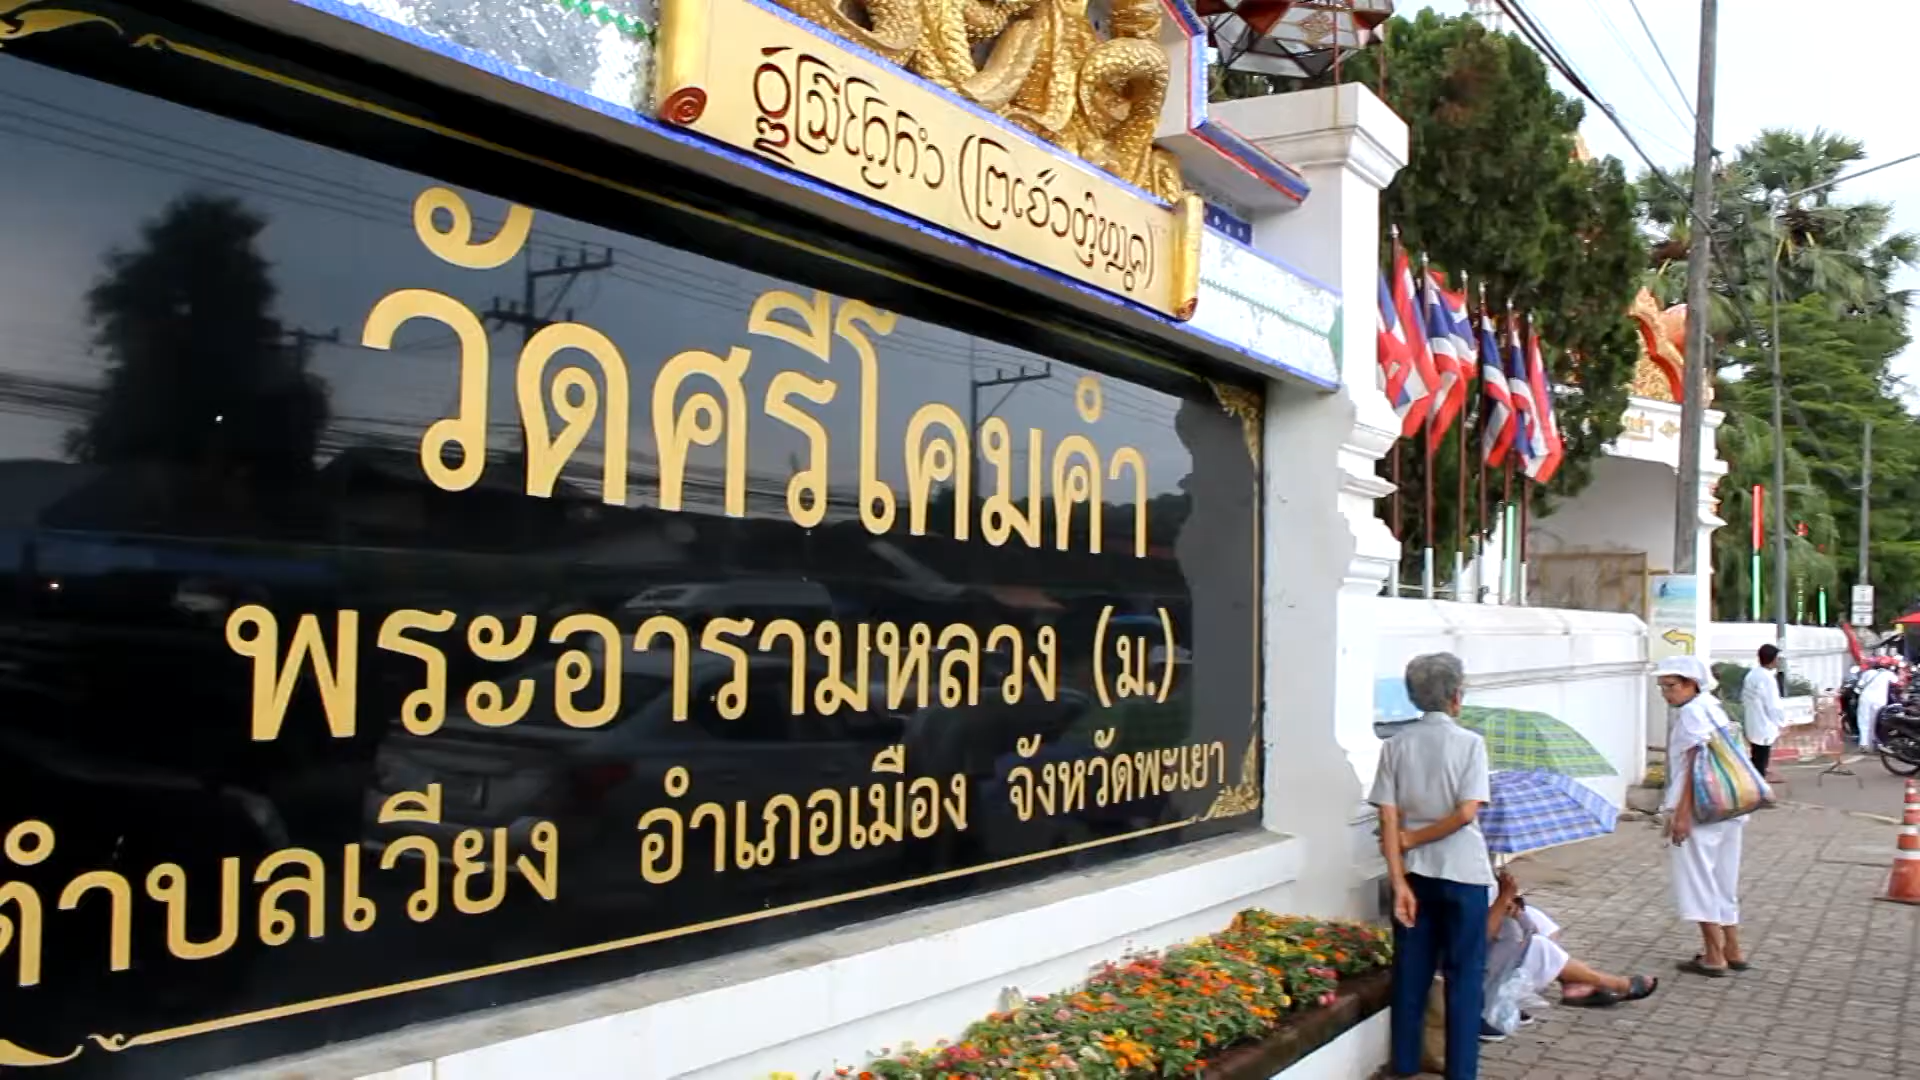 วัดศรีโคมคำ
พระอารามหลวง (ม.)
ตำบลเวียง อำเภอเมือง จังหวัดพะเยา